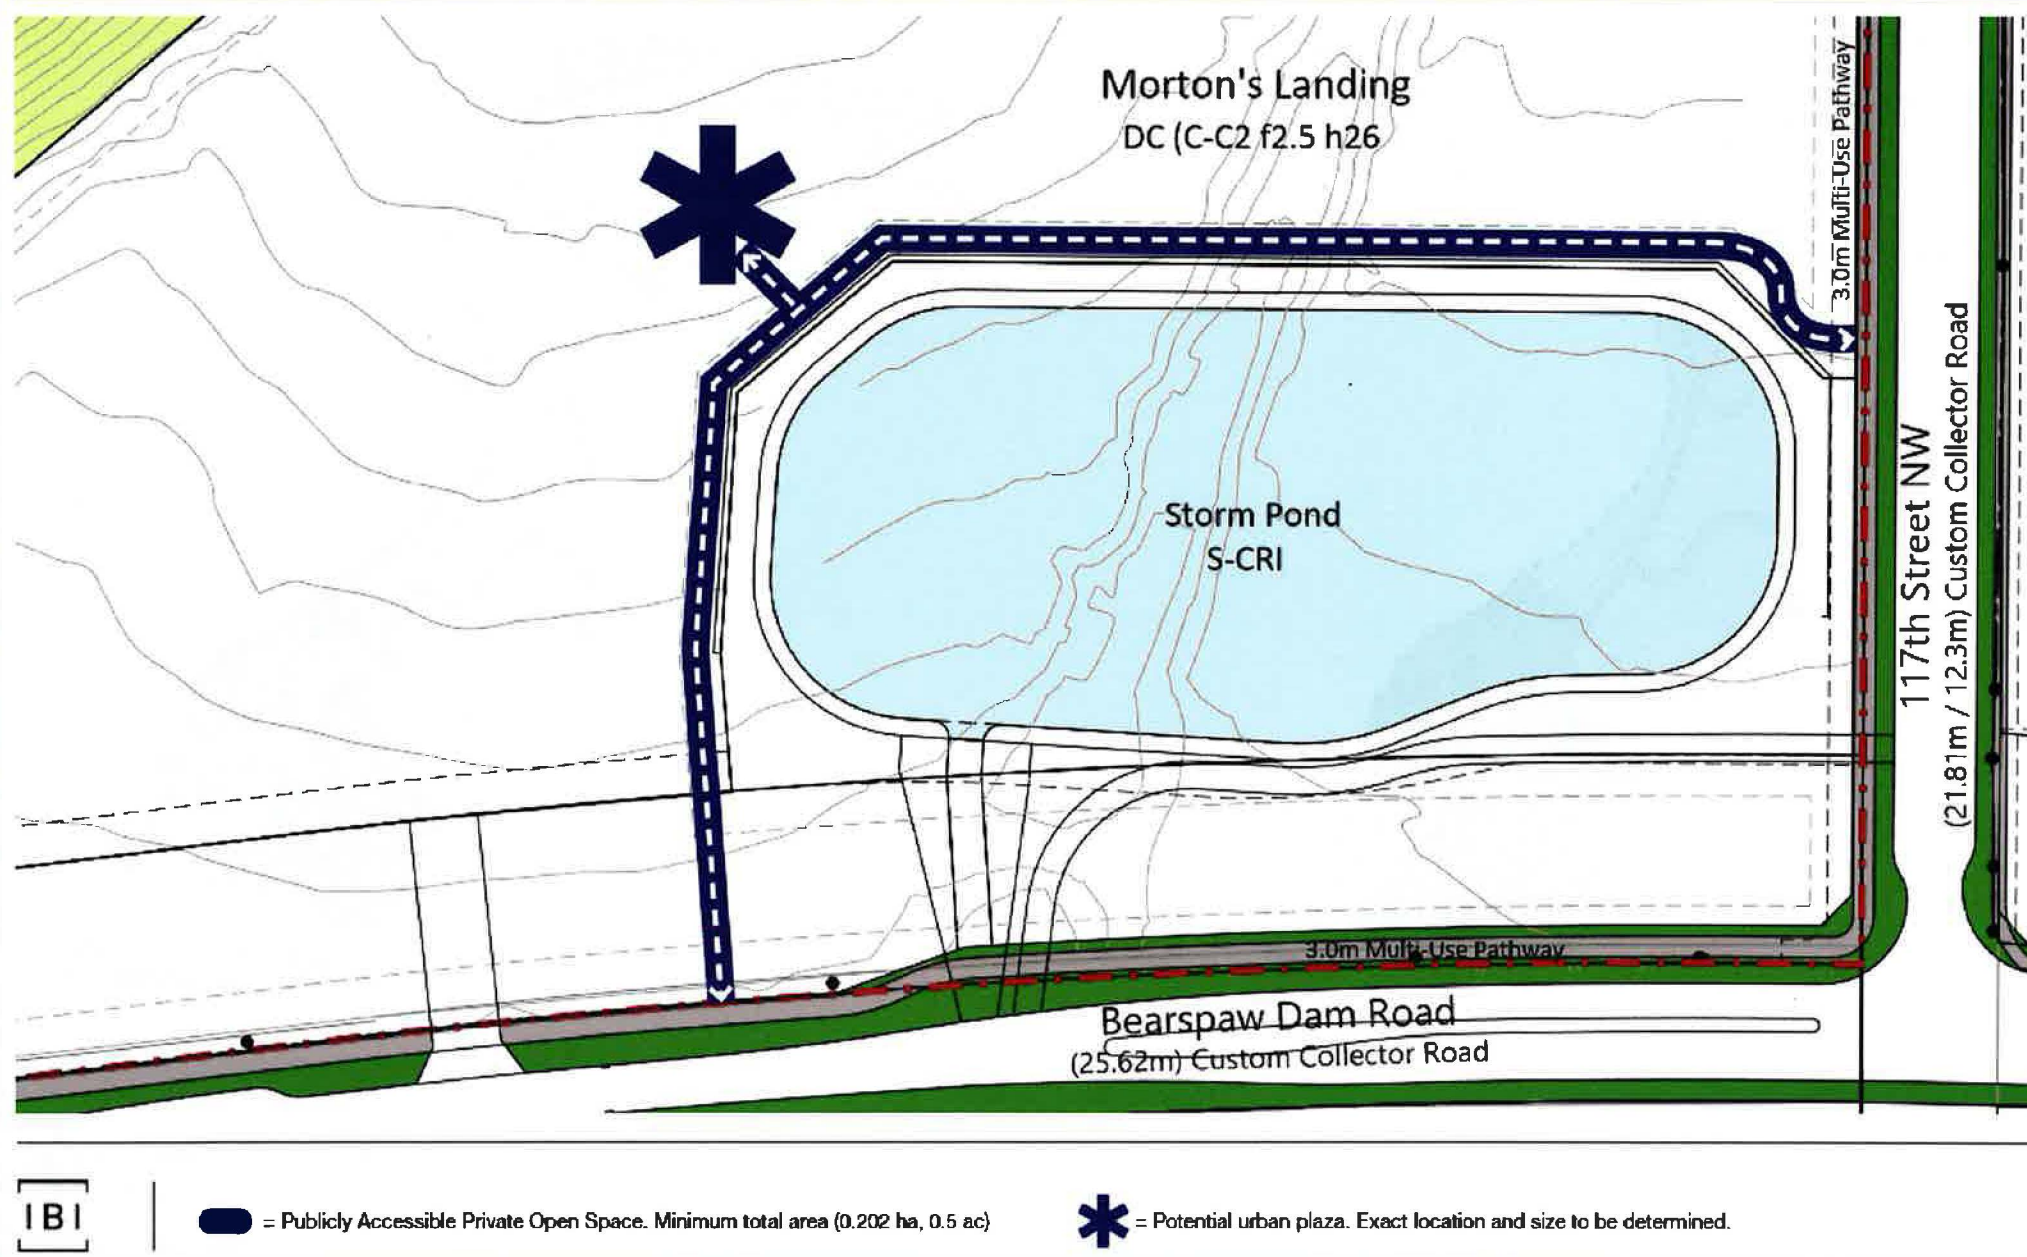 Morton's Landing
DC (C-C2 f2.5 h26
3.0m Multi-Use Pathway
Storm Pond
S-CRI
117th Street NW
(21.81m / 12.3m) Custom Collector Road
3.0m Multi-Use Pathway
Bearspaw Dam Road
(25.62m) Custom Collector Road
IBI
= Publicly Accessible Private Open Space. Minimum total area (0.202 ha, 0.5 ac)
= Potential urban plaza. Exact location and size to be determined.